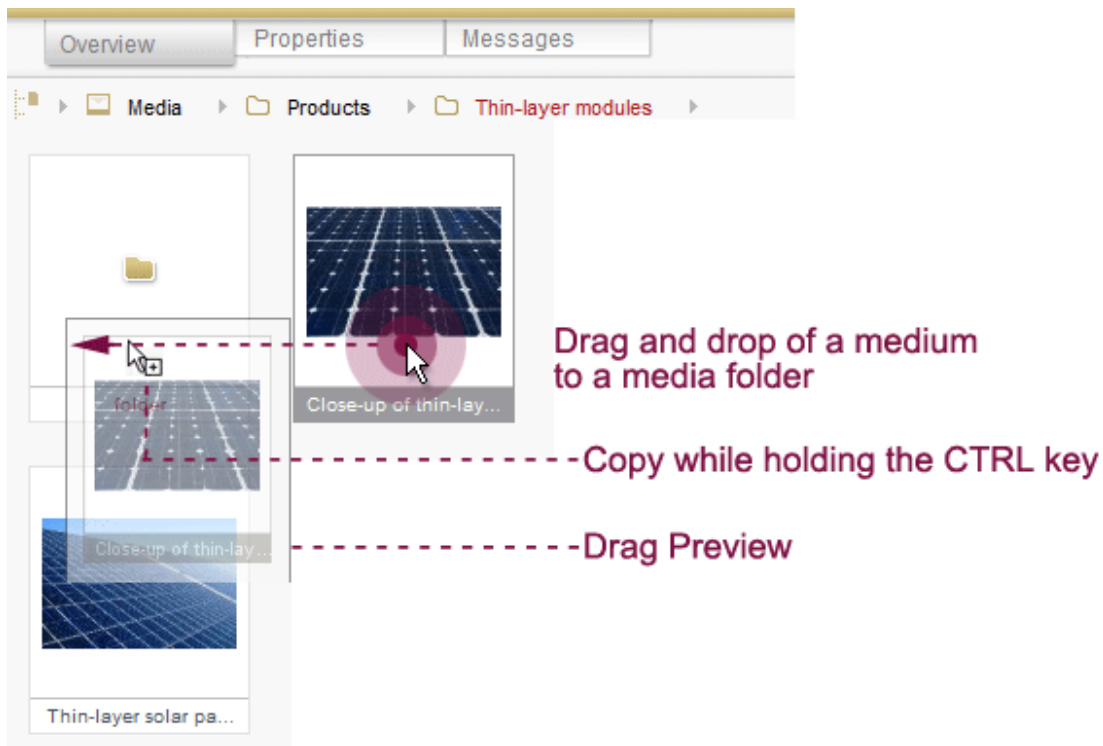 Overview Properties Messages
Media Products Thin-layer modules
Drag and drop of a medium
to a media folder
folder
Close-up of thin-lay...
Copy while holding the CTRL key
Close-up of thin-lay...
Drag Preview
Thin-layer solar pa...